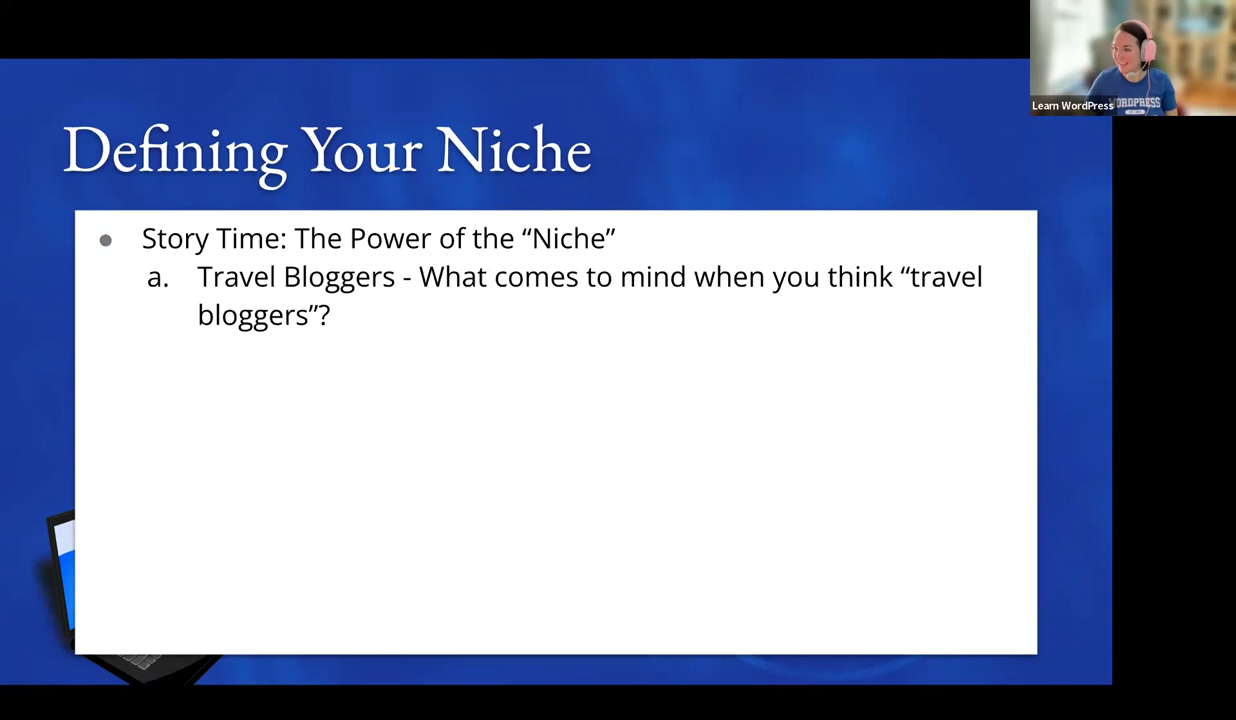 Defining Your Niche
● Story Time: The Power of the “Niche”
a. Travel Bloggers - What comes to mind when you think “travel
bloggers”?
Learn WordPress
WORDPRESS